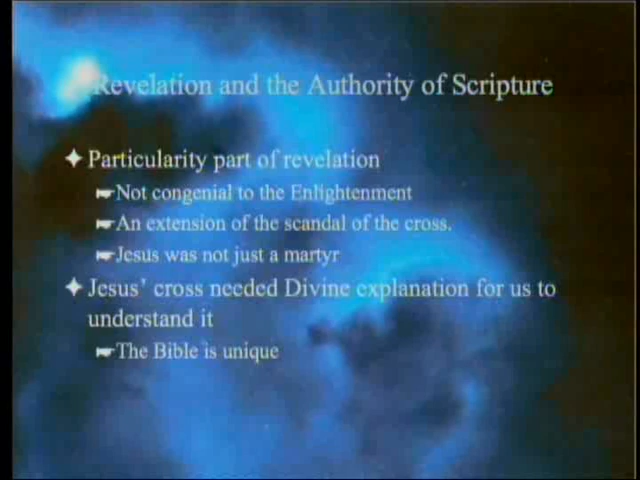 Revelation and the Authority of Scripture
Particularity part of revelation
Not congenial to the Enlightenment
An extension of the scandal of the cross.
Jesus was not just a martyr
Jesus' cross needed Divine explanation for us to
understand it
The Bible is unique